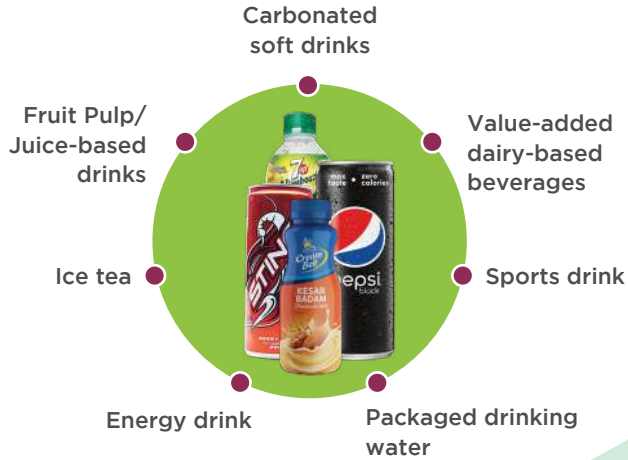 Carbonated
soft drinks
Fruit Pulp/
Juice-based
drinks
Value-added
dairy-based
beverages
Ice tea
Sports drink
Energy drink
Packaged drinking
water
7
max
taste
zero
calories
STING
Cream
Bell
KESAR
BADAM
pepsi
black